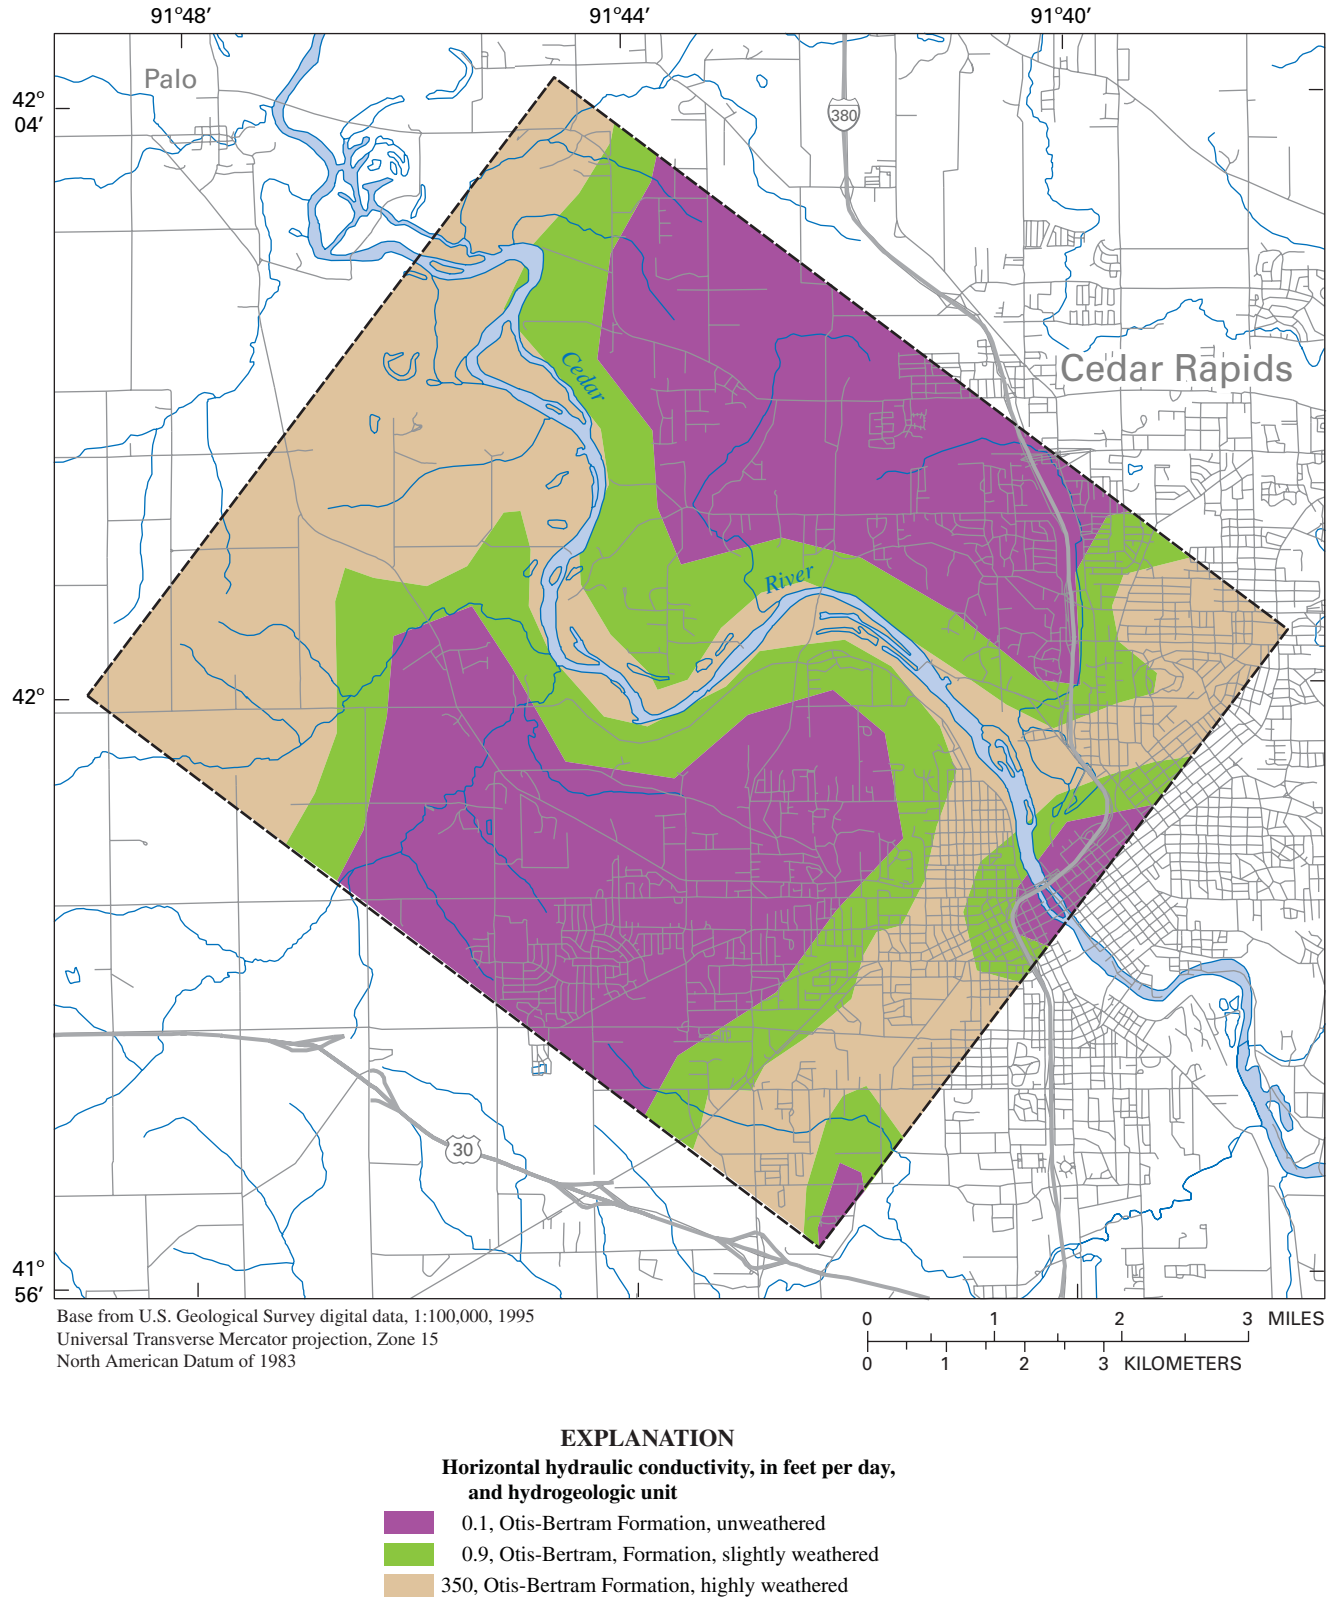 91°48′ 91°44′ 91°40′
Palo
42°
04′
380
Cedar Rapids
Cedar
River
42°
30
41°
56′
Base from U.S. Geological Survey digital data, 1:100,000, 1995
Universal Transverse Mercator projection, Zone 15
North American Datum of 1983
0 1 2 3 MILES
0 1 2 3 KILOMETERS
EXPLANATION
Horizontal hydraulic conductivity, in feet per day,
and hydrogeologic unit
0.1, Otis-Bertram Formation, unweathered
0.9, Otis-Bertram, Formation, slightly weathered
350, Otis-Bertram Formation, highly weathered